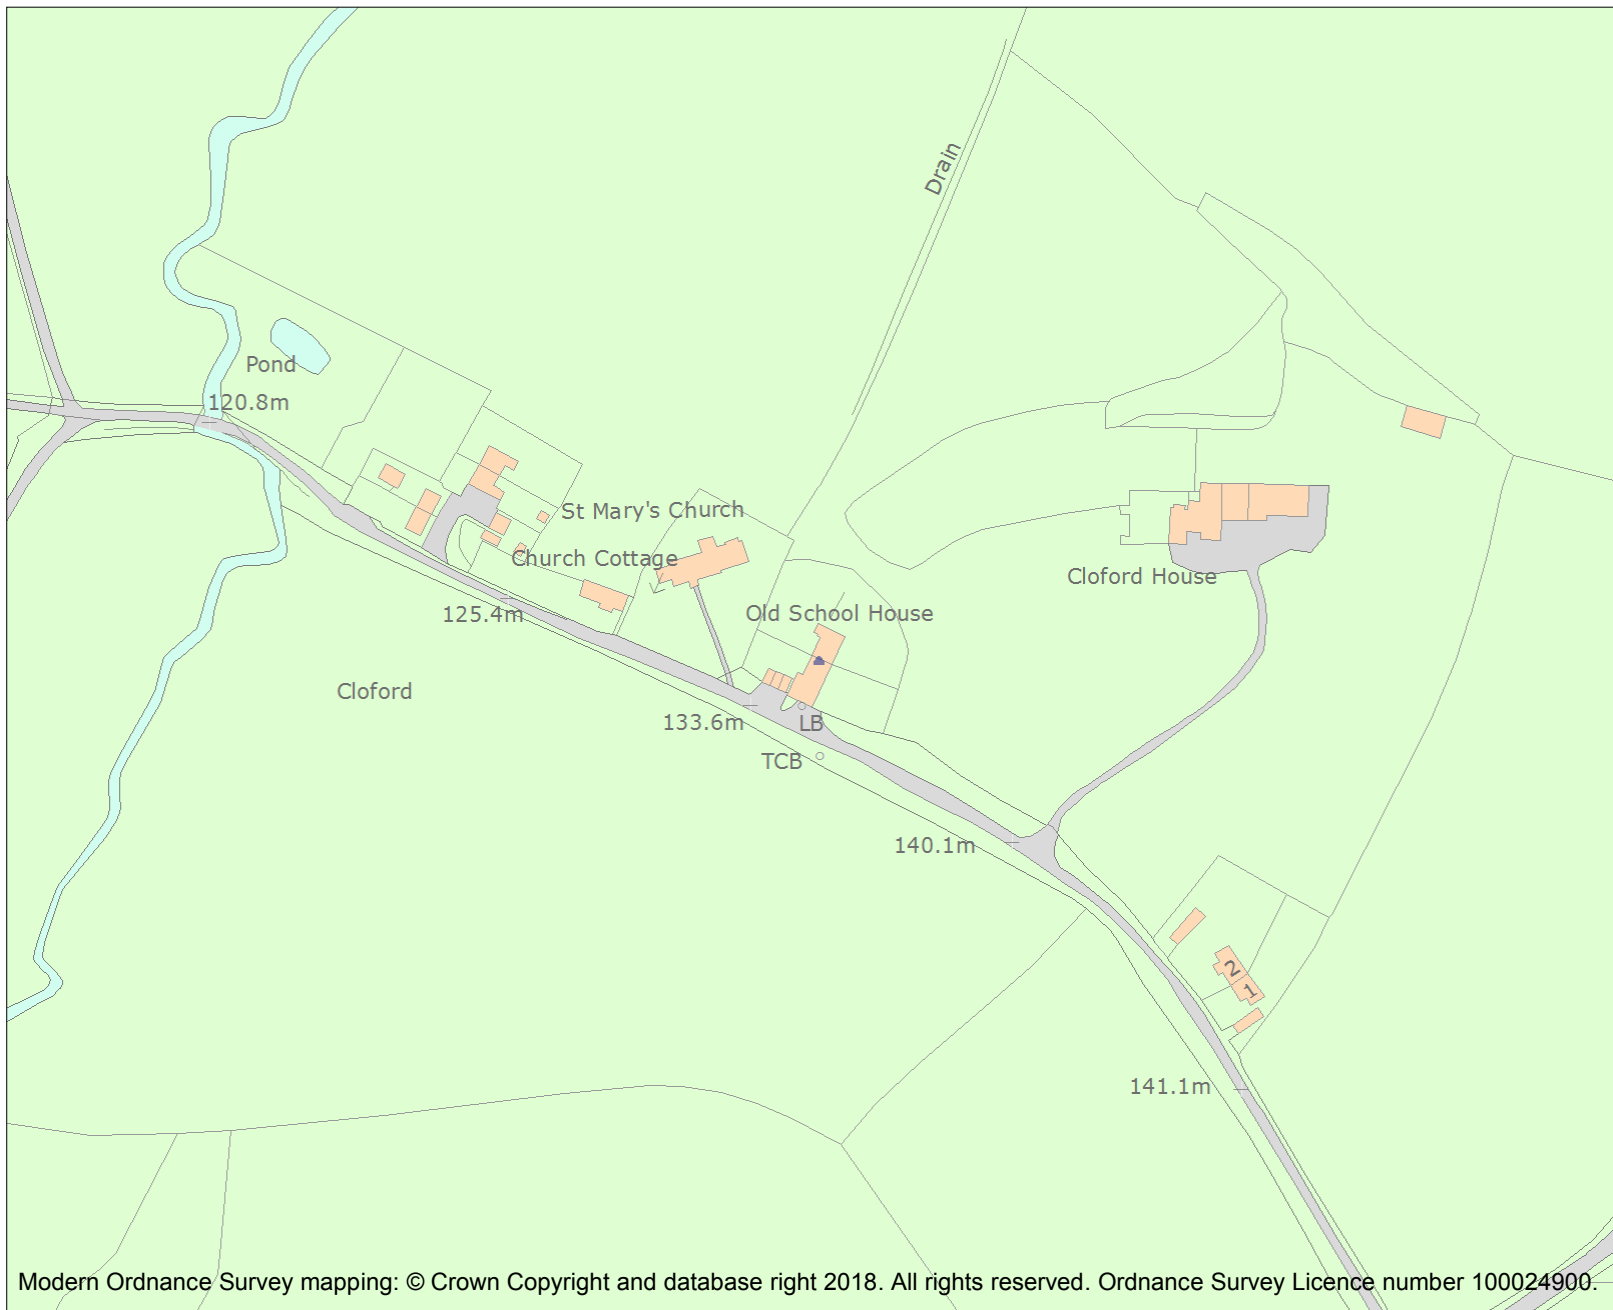 Drain
Pond
120.8m
St Mary's Church
Church Cottage
Cloford House
125.4m
Old School House
Cloford
133.6m
LB
TCB
140.1m
2
1
141.1m
Modern Ordnance Survey mapping: © Crown Copyright and database right 2018. All rights reserved. Ordnance Survey Licence number 100024900.